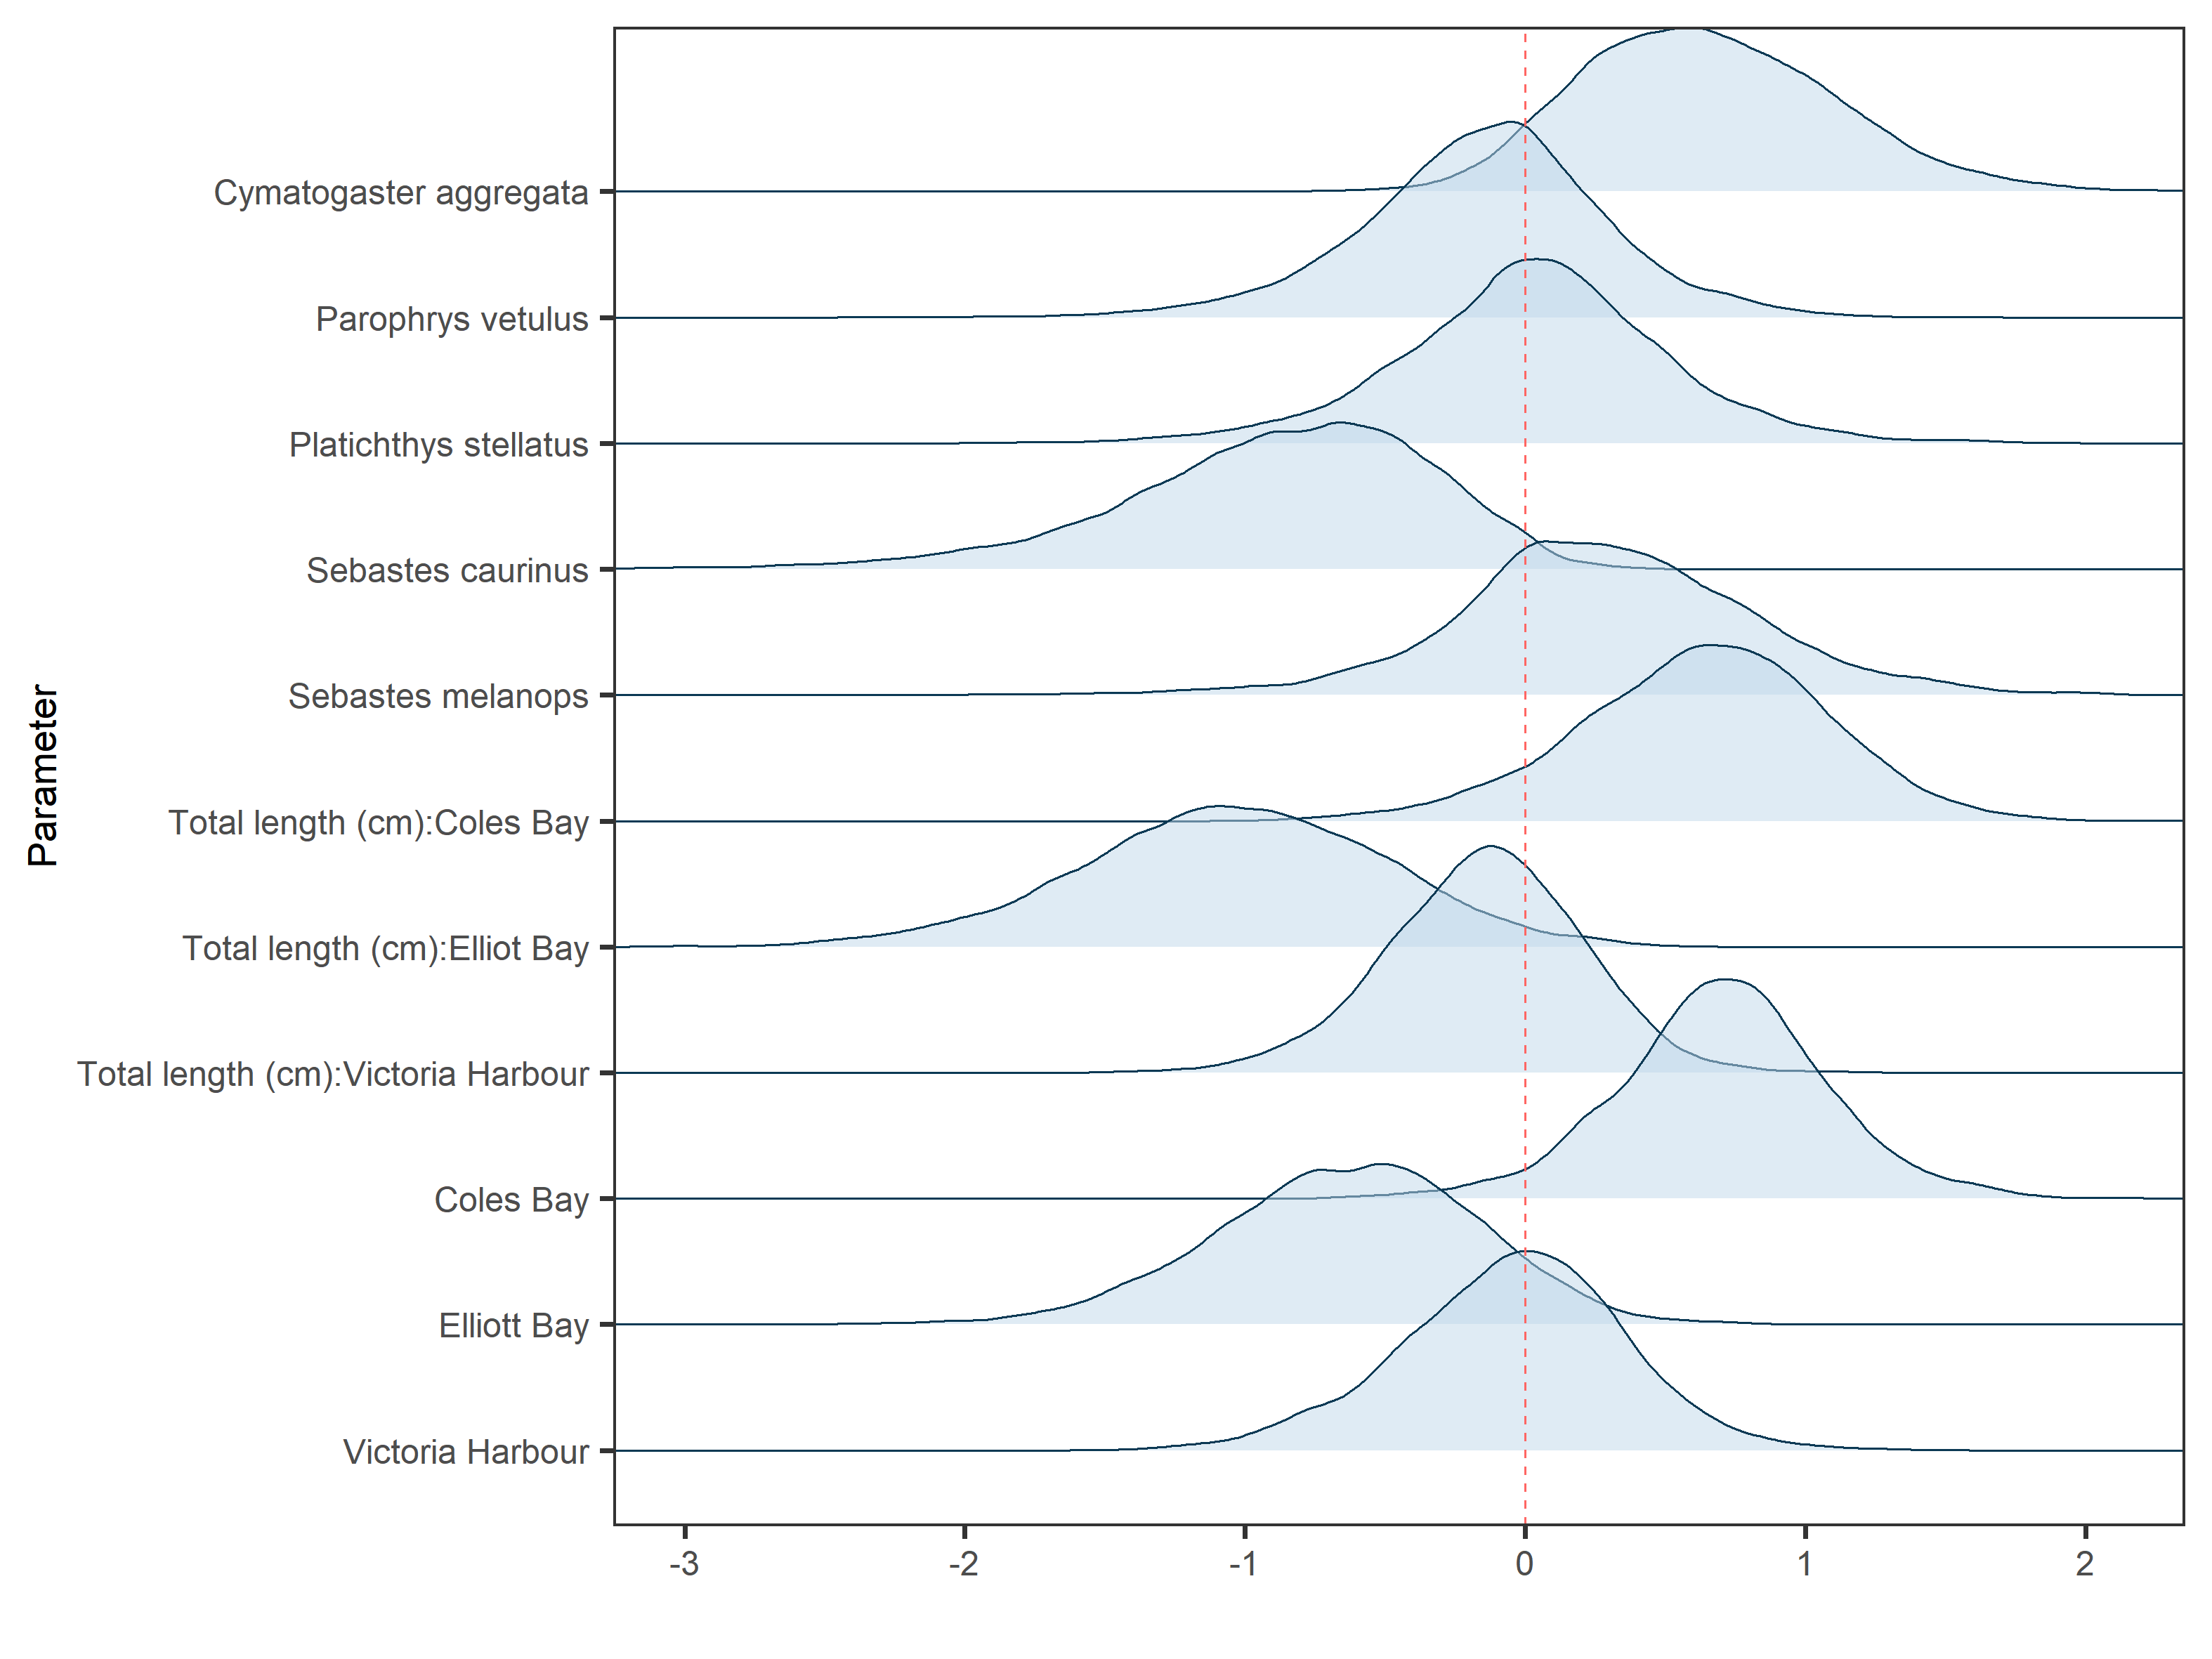 Cymatogaster aggregata
Parophrys vetulus
Platichthys stellatus
Sebastes caurinus
Sebastes melanops
Total length (cm):Coles Bay
Total length (cm):Elliot Bay
Total length (cm):Victoria Harbour
Coles Bay
Elliott Bay
Victoria Harbour
Parameter
-3 -2 -1 0 1 2